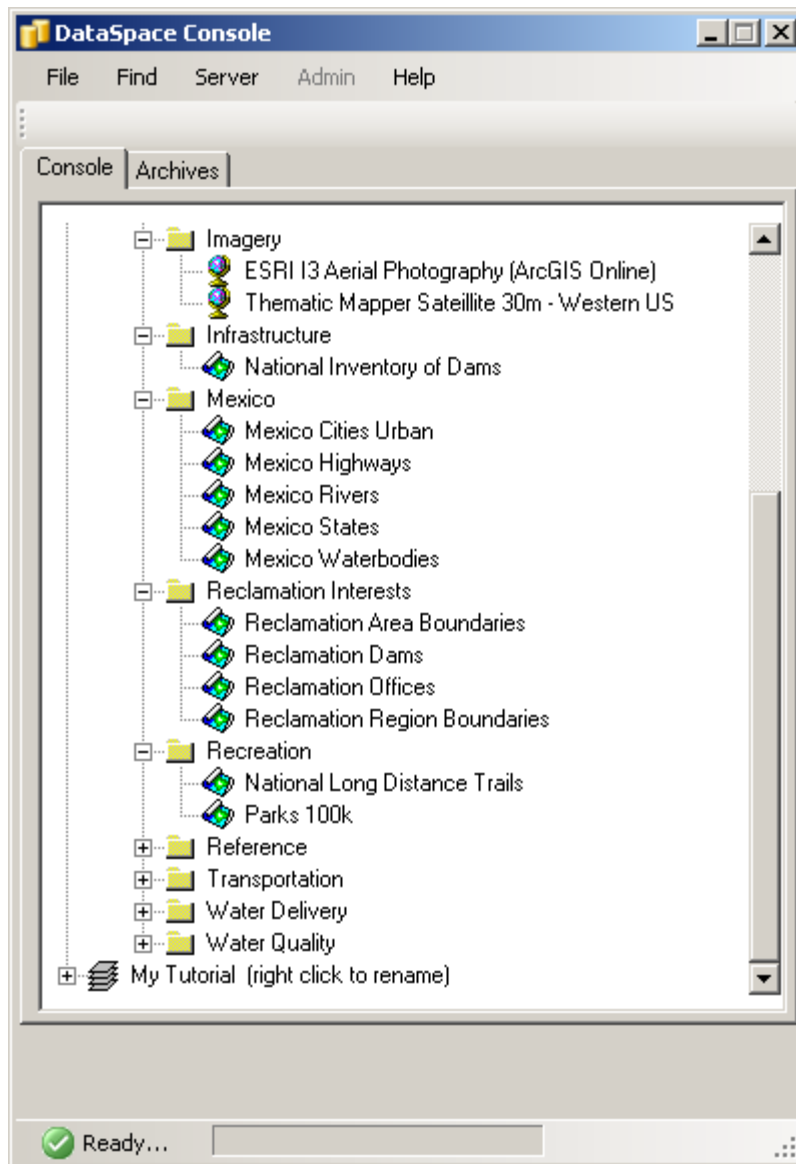 DataSpace Console
File Find Server Admin Help
Console Archives
Imagery
ESRI I3 Aerial Photography (ArcGIS Online)
Thematic Mapper Sateillite 30m - Western US
Infrastructure
National Inventory of Dams
Mexico
Mexico Cities Urban
Mexico Highways
Mexico Rivers
Mexico States
Mexico Waterbodies
Reclamation Interests
Reclamation Area Boundaries
Reclamation Dams
Reclamation Offices
Reclamation Region Boundaries
Recreation
National Long Distance Trails
Parks 100k
Reference
Transportation
Water Delivery
Water Quality
My Tutorial (right click to rename)
Ready...